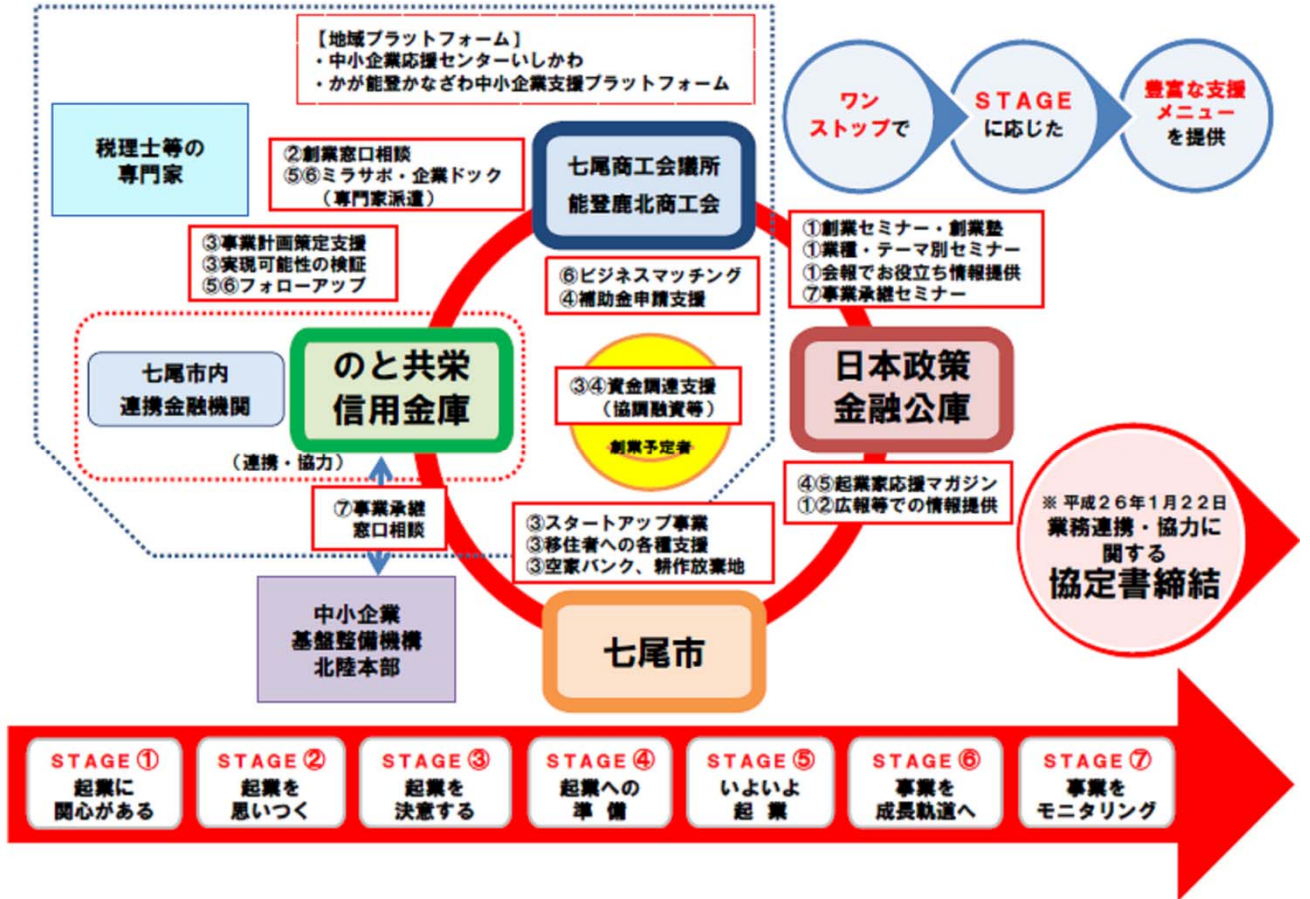 【地域プラットフォーム】
・中小企業応援センターいしかわ
・かが能登かなざわ中小企業支援プラットフォーム
ワン
ストップで
STAGE
に応じた
豊富な支援
メニュー
を提供
税理士等の
専門家
②創業窓口相談
⑤⑥ミラサポ・企業ドック
（専門家派遣）
七尾商工会議所
能登鹿北商工会
①創業セミナー・創業塾
①業種・テーマ別セミナー
①会報でお役立ち情報提供
⑦事業承継セミナー
③事業計画策定支援
③実現可能性の検証
⑤⑥フォローアップ
⑥ビジネスマッチング
④補助金申請支援
七尾市内
連携金融機関
のと共栄
信用金庫
（連携・協力）
③④資金調達支援
（協調融資等）
創業予定者
日本政策
金融公庫
④⑤起業家応援マガジン
①②広報等での情報提供
⑦事業承継
窓口相談
③スタートアップ事業
③移住者への各種支援
③空家バンク、耕作放棄地
※ 平成２６年１月２２日
業務連携・協力に
関する
協定書締結
中小企業
基盤整備機構
北陸本部
七尾市
STAGE ①
起業に
関心がある
STAGE ②
起業を
思いつく
STAGE ③
起業を
決意する
STAGE ④
起業への
準 備
STAGE ⑤
いよいよ
起 業
STAGE ⑥
事業を
成長軌道へ
STAGE ⑦
事業を
モニタリング